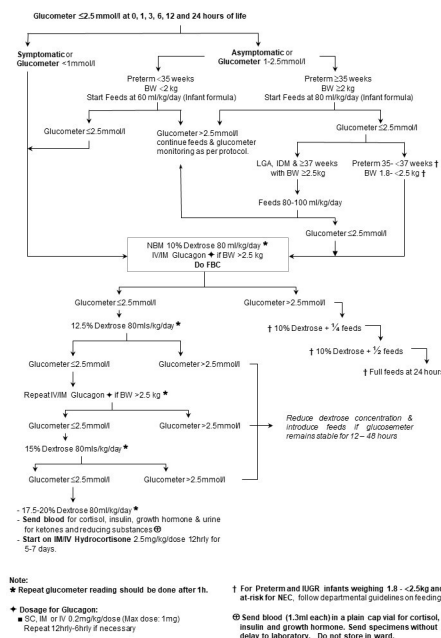 Glucometer ≤2.5mmol/l at 0, 1, 3, 6, 12 and 24 hours of life
Symptomatic or
Glucometer <1mmol/l
Asymptomatic or
Glucometer 1-2.5mmol/l
Preterm <35 weeks
BW <2 kg
Start Feeds at 60 ml/kg/day (Infant formula)
Preterm ≥35 weeks
BW ≥2 kg
Start Feeds at 80 ml/kg/day (Infant formula)
Glucometer ≤2.5mmol/l
Glucometer >2.5mmol/l
continue feeds & glucometer
monitoring as per protocol.
Glucometer ≤2.5mmol/l
LGA, IDM & ≥37 weeks
with BW ≥2.5kg
Preterm 35- <37 weeks †
BW 1.8- <2.5 kg †
Feeds 80-100 ml/kg/day
Glucometer ≤2.5mmol/l
NBM 10% Dextrose 80 ml/kg/day *
IV/IM Glucagon ✦ if BW >2.5 kg
Do FBC
Glucometer ≤2.5mmol/l
Glucometer >2.5mmol/l
12.5% Dextrose 80mls/kg/day *
† 10% Dextrose + ¼ feeds
† 10% Dextrose + ½ feeds
† Full feeds at 24 hours
Glucometer ≤2.5mmol/l
Glucometer >2.5mmol/l
Repeat IV/IM Glucagon ✦ if BW >2.5 kg *
Glucometer ≤2.5mmol/l
Glucometer >2.5mmol/l
Reduce dextrose concentration &
introduce feeds if glucosemeter
remains stable for 12 – 48 hours
15% Dextrose 80mls/kg/day *
Glucometer ≤2.5mmol/l
Glucometer >2.5mmol/l
- 17.5-20% Dextrose 80ml/kg/day *
- Send blood for cortisol, insulin, growth hormone & urine
for ketones and reducing substances ⊕
- Start on IM/IV Hydrocortisone 2.5mg/kg/dose 12hrly for
5-7 days.
Note:
* Repeat glucometer reading should be done after 1h.
✦ Dosage for Glucagon:
■ SC, IM or IV 0.2mg/kg/dose (Max dose: 1mg)
Repeat 12hrly-6hrly if necessary
† For Preterm and IUGR infants weighing 1.8 - <2.5kg and
at-risk for NEC, follow departmental guidelines on feeding
⊕ Send blood (1.3ml each) in a plain cap vial for cortisol,
insulin and growth hormone. Send specimens without
delay to laboratory. Do not store in ward.